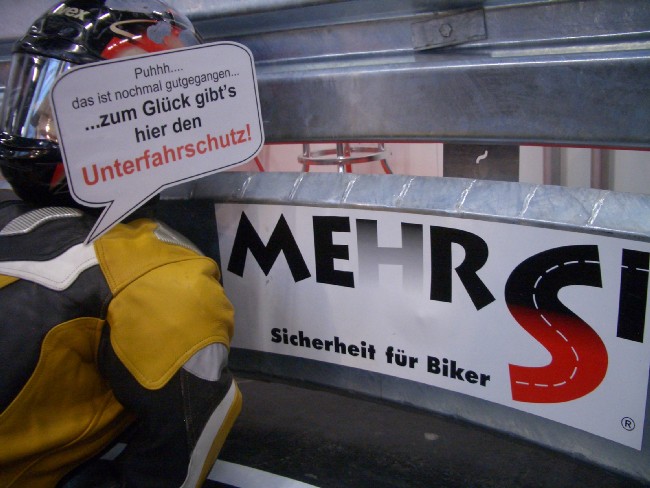 Puhhh....
das ist nochmal gutgegangen...
...zum Glück gibt's
hier den
Unterfahrschutz!
MEHRSI
Sicherheit für Biker
®